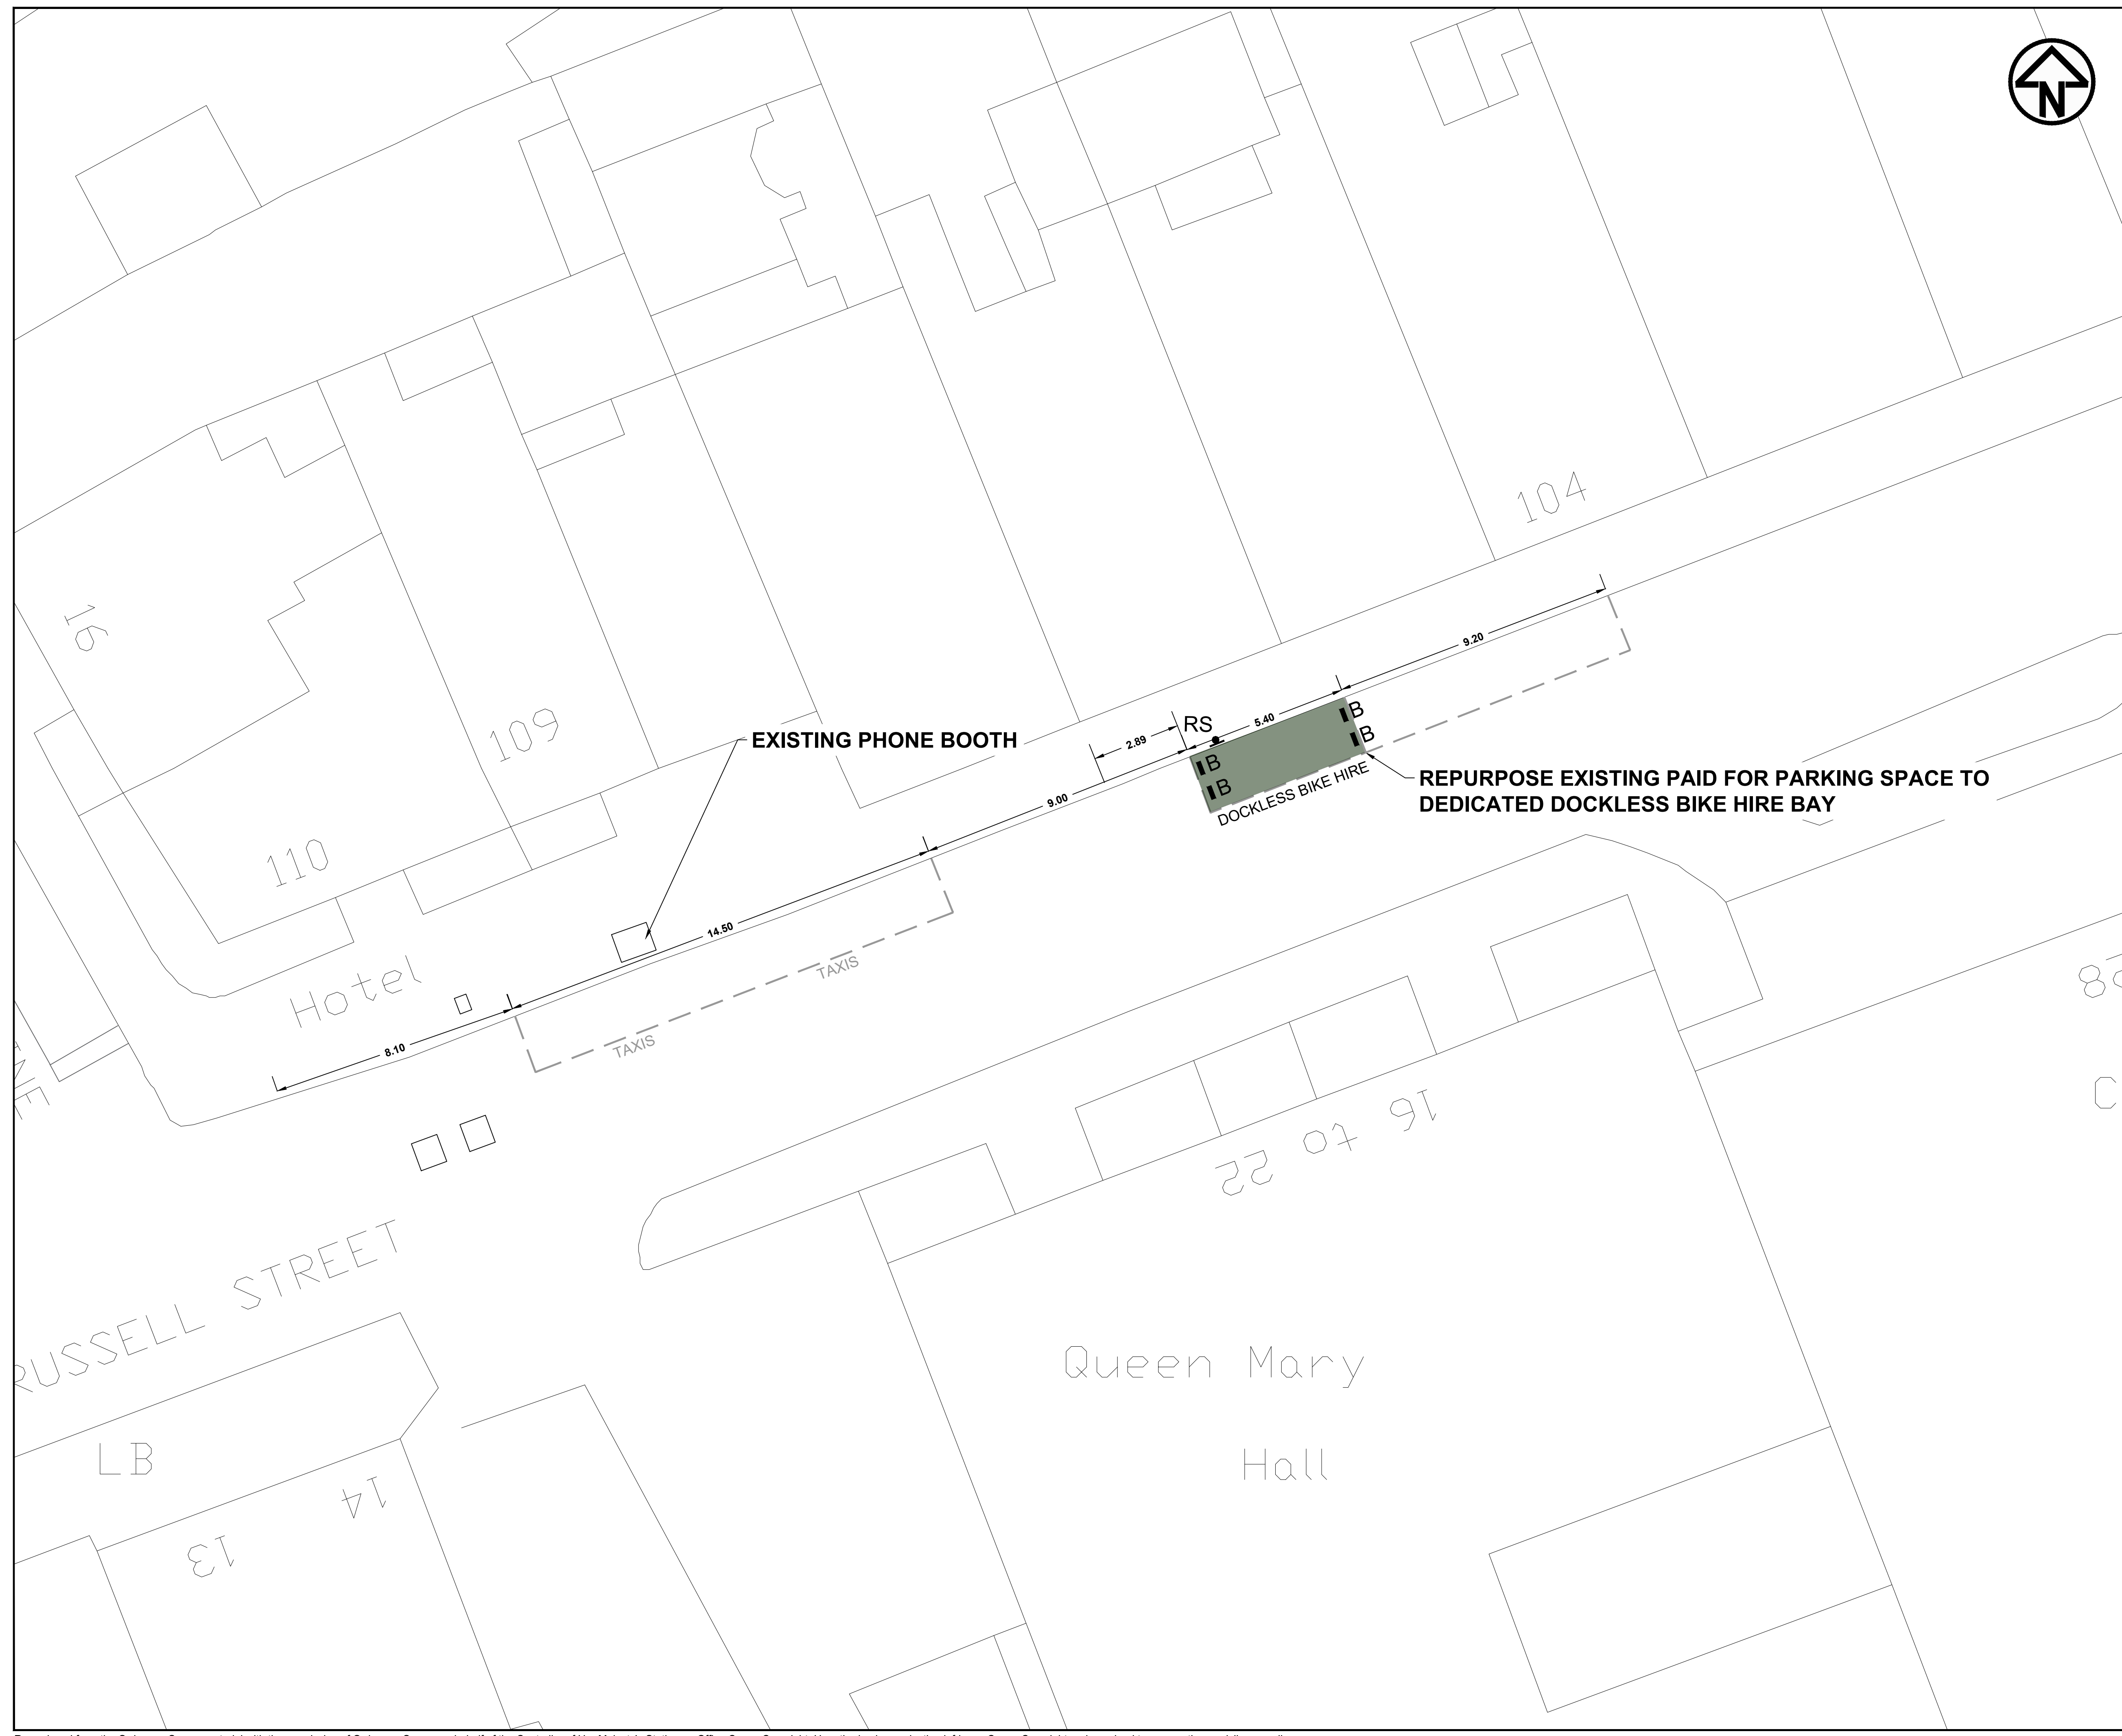 N
104
16
109
9.20
RS
5.40
B
B
2.89
B
B
EXISTING PHONE BOOTH
DOCKLESS BIKE HIRE
REPURPOSE EXISTING PAID FOR PARKING SPACE TO
DEDICATED DOCKLESS BIKE HIRE BAY
9.00
110
14.50
TAXIS
TAXIS
Hotel
8.10
16 to 22
RUSSELL STREET
Queen Mary
Hall
LB
14
13